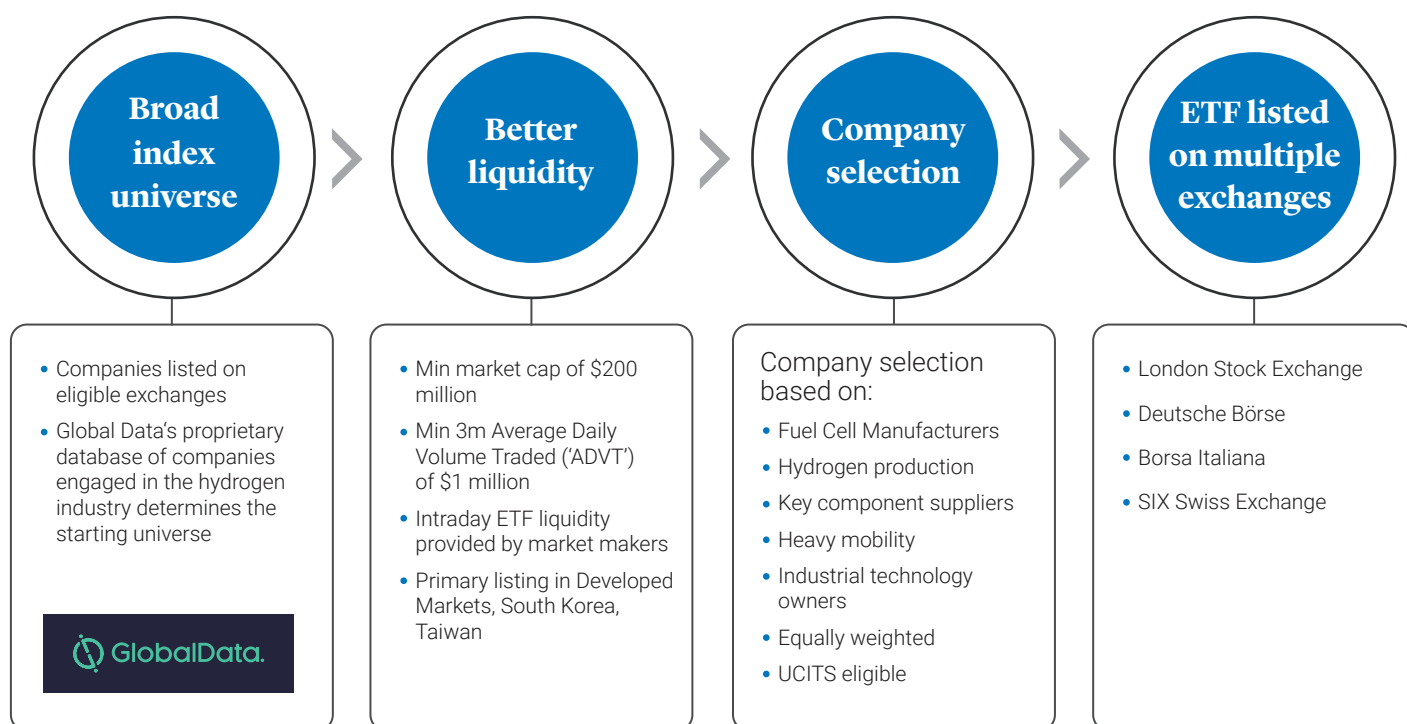 Broad
index
universe
Better
liquidity
Company
selection
ETF listed
on multiple
exchanges
• Companies listed on
eligible exchanges
• Global Data's proprietary
database of companies
engaged in the hydrogen
industry determines the
starting universe
GlobalData.
• Min market cap of $200
million
• Min 3m Average Daily
Volume Traded ('ADVT')
of $1 million
• Intraday ETF liquidity
provided by market makers
• Primary listing in Developed
Markets, South Korea,
Taiwan
Company selection
based on:
• Fuel Cell Manufacturers
• Hydrogen production
• Key component suppliers
• Heavy mobility
• Industrial technology
owners
• Equally weighted
• UCITS eligible
• London Stock Exchange
• Deutsche Börse
• Borsa Italiana
• SIX Swiss Exchange